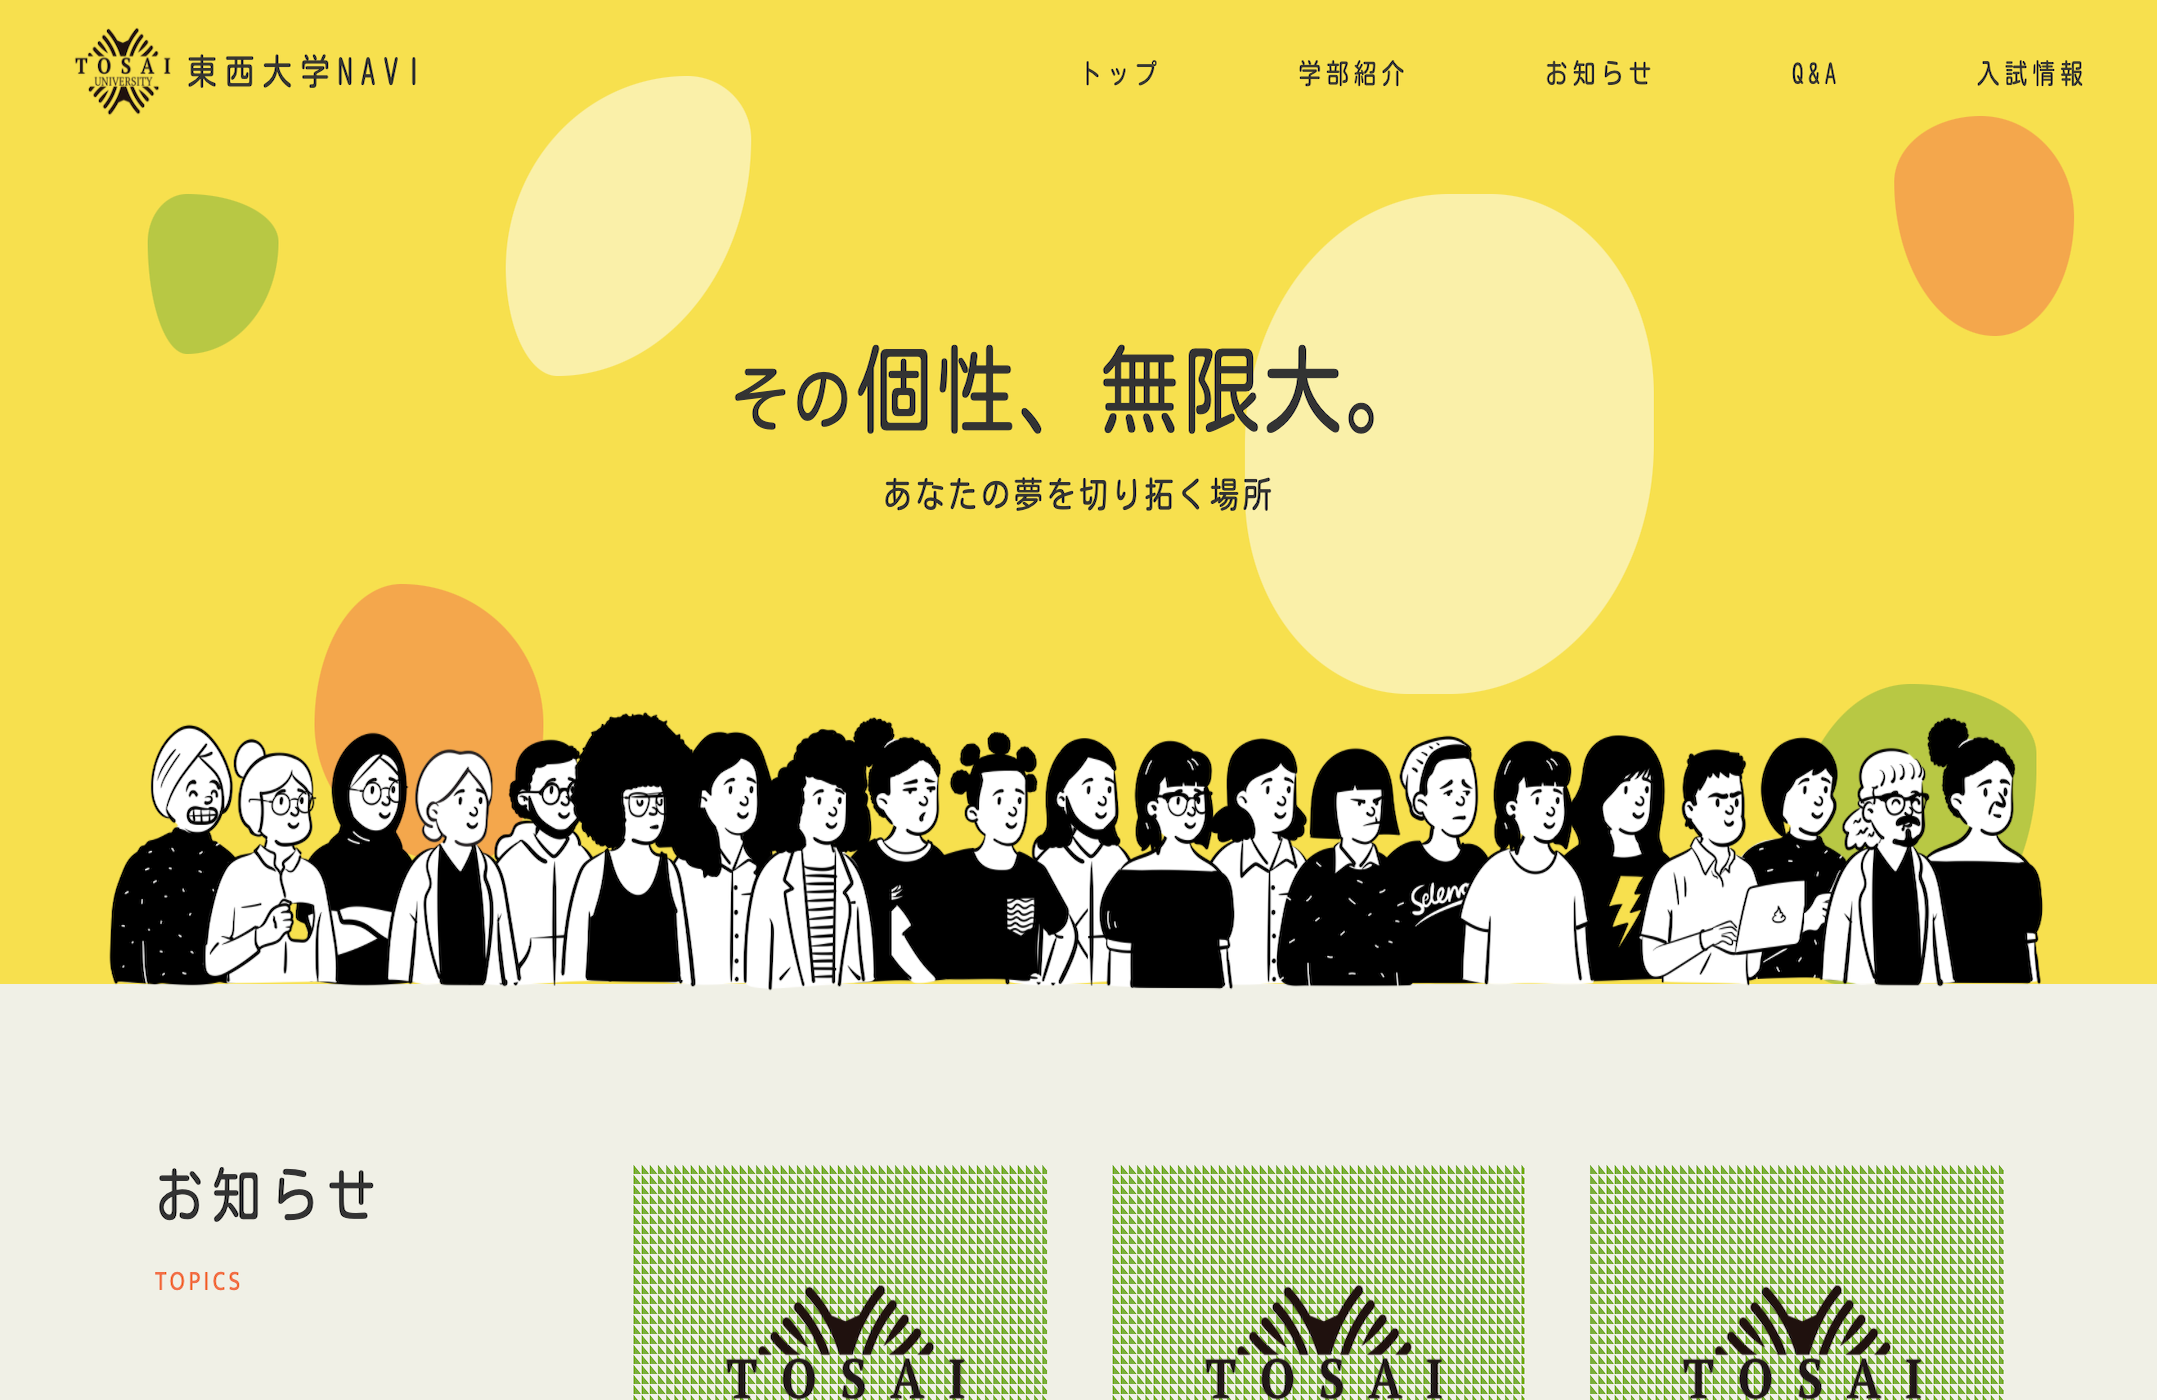 TOSAI
UNIVERSITY
東西大学NAVI
トップ
学部紹介
お知らせ
Q&A
入試情報
その個性、無限大。
あなたの夢を切り拓く場所
Selena
お知らせ
TOPICS
TOSAI
TOSAI
TOSAI